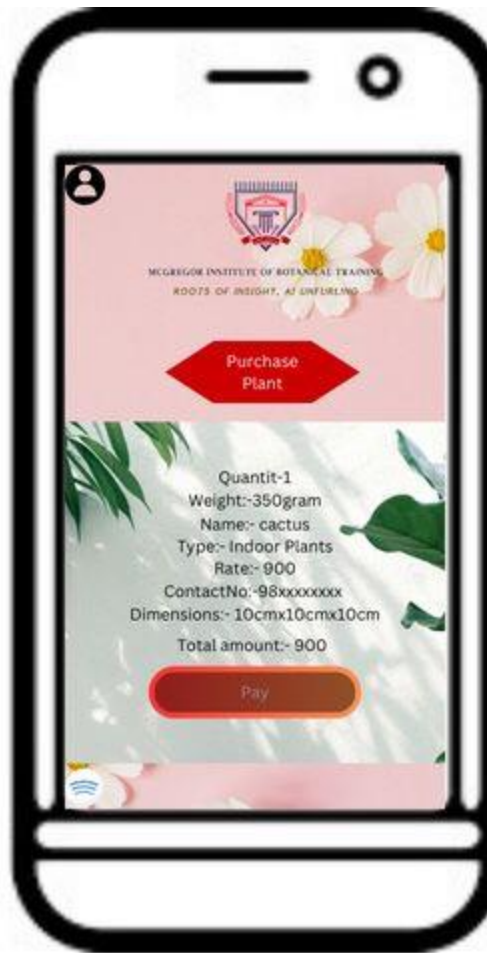 MCGREGOR INSTITUTE OF BOTANICAL TRAINING
ROOTS OF INSIGHT, AI UNFURLING
Purchase
Plant
Quantit-1
Weight:-350gram
Name:- cactus
Type:- Indoor Plants
Rate:- 900
ContactNo:-98xxxxxxxx
Dimensions:- 10cmx10cmx10cm
Total amount:- 900
Pay